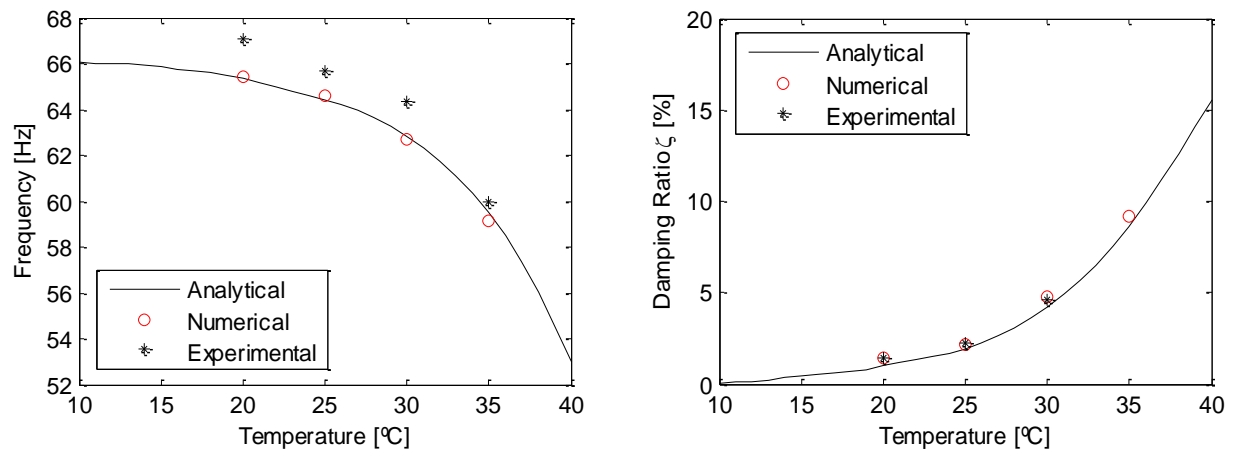 68
66
64
62
60
58
56
54
52
Frequency [Hz]
Analytical
Numerical
Experimental
10 15 20 25 30 35 40
Temperature [ºC]
20
15
10
5
0
Damping Ratio ζ [%]
Analytical
Numerical
Experimental
10 15 20 25 30 35 40
Temperature [ºC]